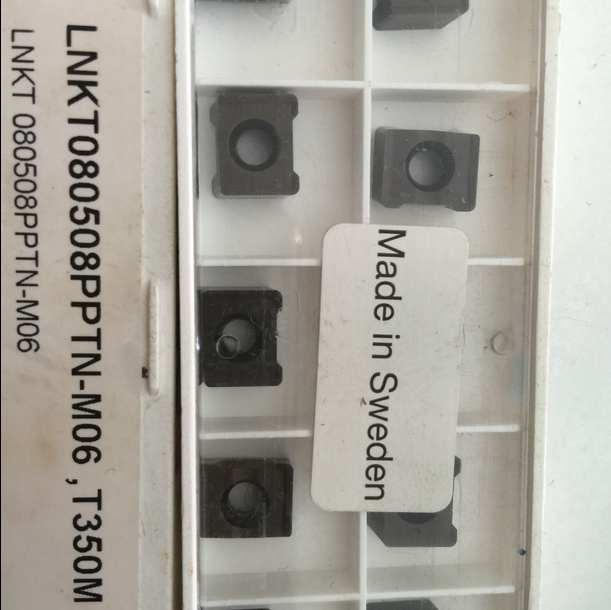 LNKT080508PPTN-M06 ,T350M
LNKT 080508PPTN-M06
Made in Sweden